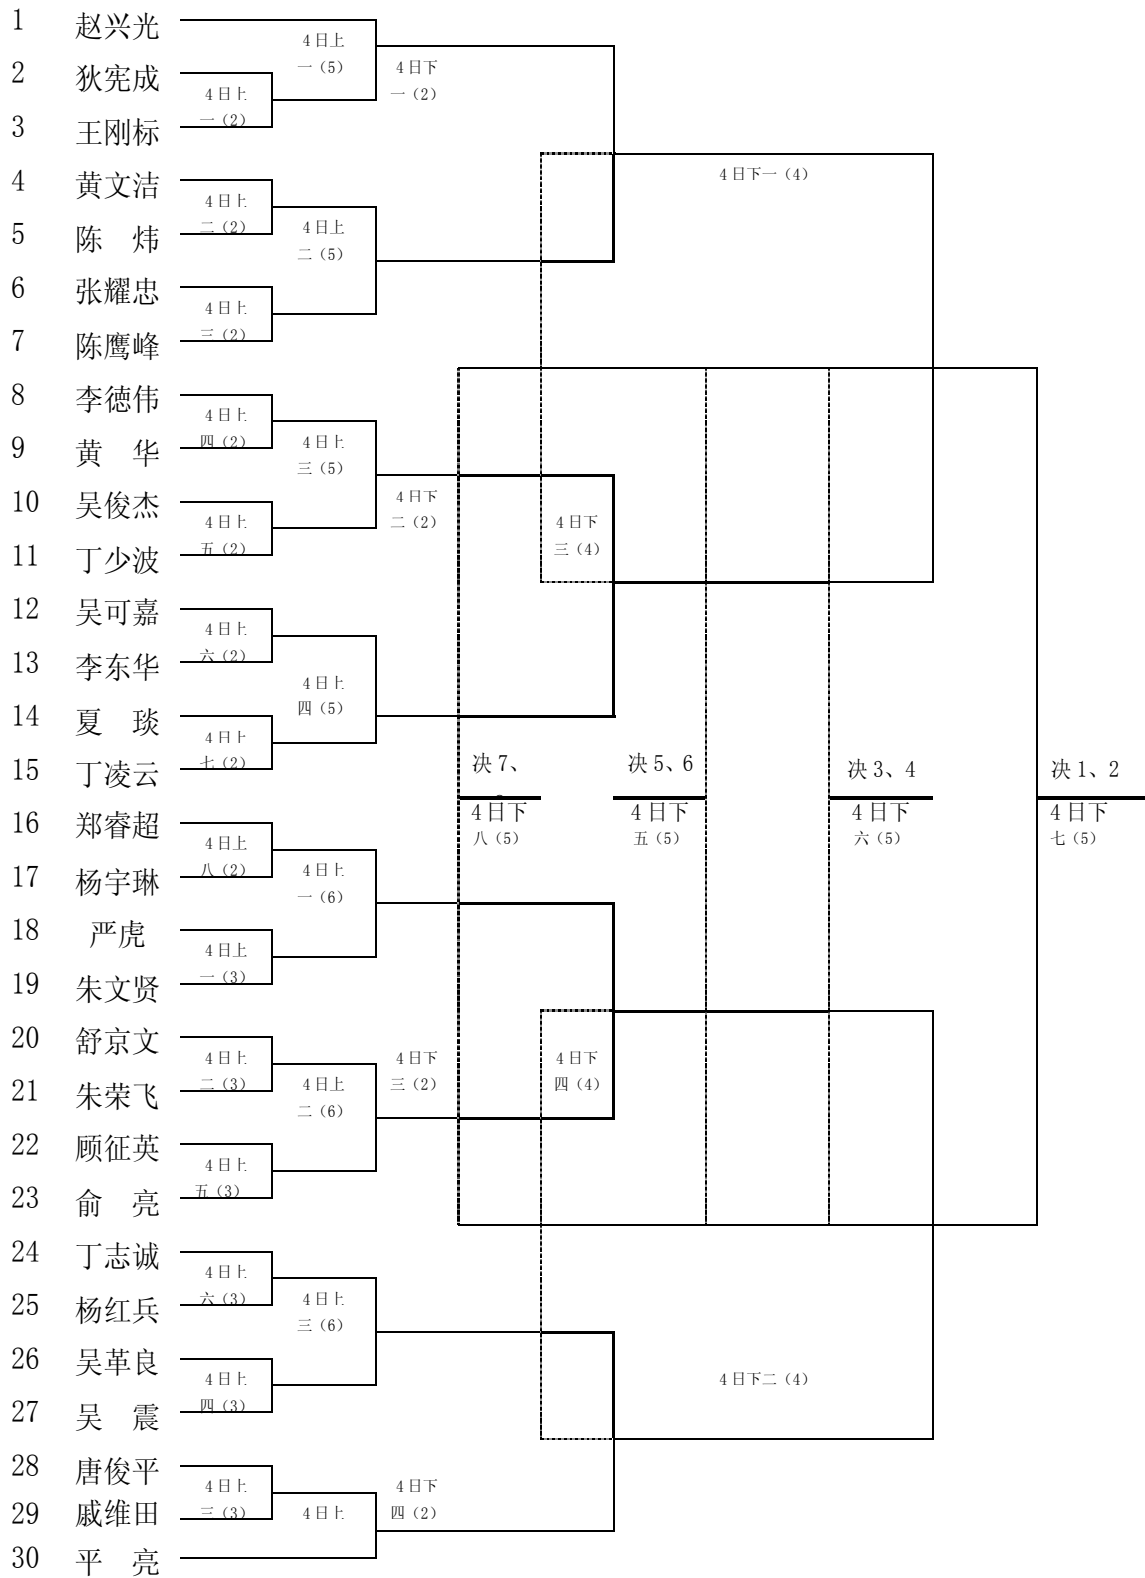 1 赵兴光
4日上
一（5）
4日下
一（2）
2 狄宪成
4日上
一（2）
3 王刚标
4日下一（4）
4 黄文洁
4日上
二（2）
4日上
二（5）
5 陈 炜
6 张耀忠
4日上
三（2）
7 陈鹰峰
8 李德伟
4日上
四（2）
4日上
三（5）
9 黄 华
4日下
二（2）
10 吴俊杰
4日上
五（2）
4日下
三（4）
11 丁少波
12 吴可嘉
4日上
六（2）
13 李东华
4日上
四（5）
14 夏 琰
4日上
七（2）
15 丁凌云
决7、
4日下
八（5）
决5、6
4日下
五（5）
决3、4
4日下
六（5）
决1、2
4日下
七（5）
16 郑睿超
4日上
八（2）
4日上
一（6）
17 杨宇琳
18 严虎
4日上
一（3）
19 朱文贤
20 舒京文
4日上
二（3）
4日上
二（6）
4日下
三（2）
4日下
四（4）
21 朱荣飞
22 顾征英
4日上
五（3）
23 俞 亮
24 丁志诚
4日上
六（3）
4日上
三（6）
25 杨红兵
26 吴革良
4日上
四（3）
4日下二（4）
27 吴 震
28 唐俊平
4日上
三（3）
4日上
4日下
四（2）
29 戚维田
30 平 亮